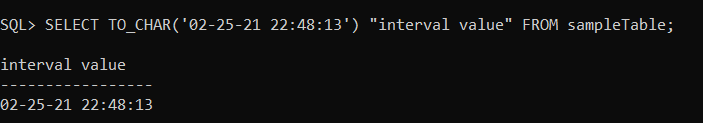 SQL> SELECT TO_CHAR('02-25-21 22:48:13') "interval value" FROM sampleTable;
interval value
-----------------
02-25-21 22:48:13